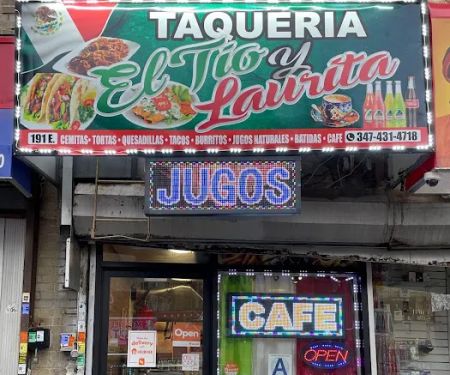 TAQUERIA
El Tio y
Laurita
191 E. CEMITAS • TORTAS • QUESADILLAS • TACOS • BURRITOS • JUGOS NATURALES • BATIDAS • CAFE 347-431-4718
JUGOS
CAFE
Open
delivery
A
OPEN